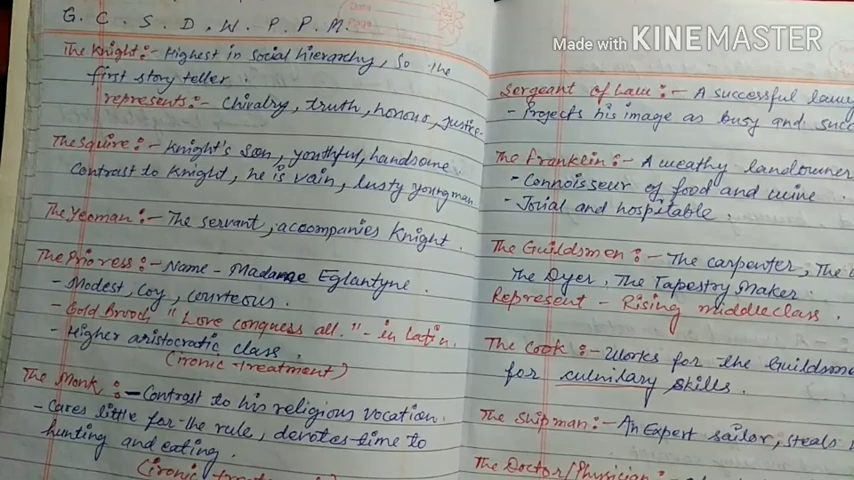 G. C. S. D. W. P. P. M.
The Knight :- Highest in social hierarchy, so the
first story teller.
represents :- Chivalry, truth, honour, justice.
The Squire :- Knight's son, youthful, handsome
Contrast to Knight, he is vain, lusty young man.
The Yeoman :- The servant, accompanies Knight.
The Prioress :- Name - Madamge Eglantyne.
- Modest, Coy, courteous.
- Gold Brooch "Love conquess all." - in Latin.
- Higher aristocratic class.
(ironic treatment)
The Monk :- Contrast to his religious vocation.
- Cares little for the rule, devotes time to
hunting and eating.
(ironic
Made with KINEMASTER
Sergeant of Law :- A successful
- Projects his image as busy and
The Franklin :- A weathy landowner
- Connoisseur of food and wine.
- Jovial and hospitable.
The Guildsmen :- The carpenter, The
The Dyer, The Tapestry Maker.
Represent - Rising middleclass.
The Cook :- Works for the
for culnilary skills.
The Shipman :- An Expert sailor, steals
The Doctor/Physician :-